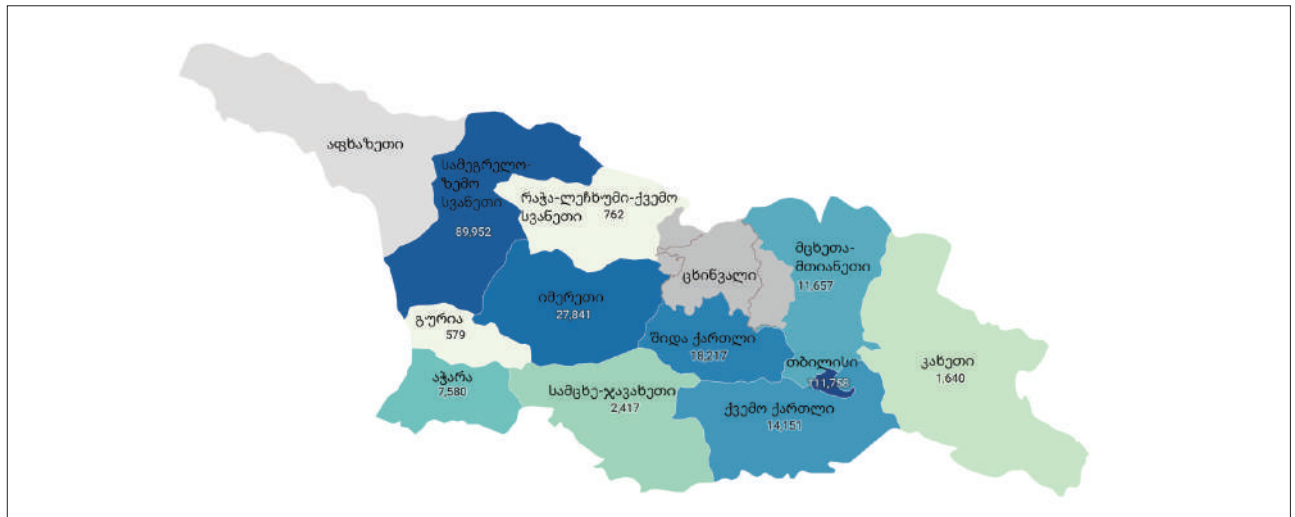 აფხაზეთი
სამეგრელო-
ზემო
სვანეთი
89,952
რაჭა-ლეჩხუმი-ქვემო
სვანეთი 762
ცხინვალი
მცხეთა-
მთიანეთი
11,657
იმერეთი
27,841
გურია
579
შიდა ქართლი
18,217
თბილისი
111,758
კახეთი
1,640
აჭარა
7,580
სამცხე-ჯავახეთი
2,417
ქვემო ქართლი
14,151